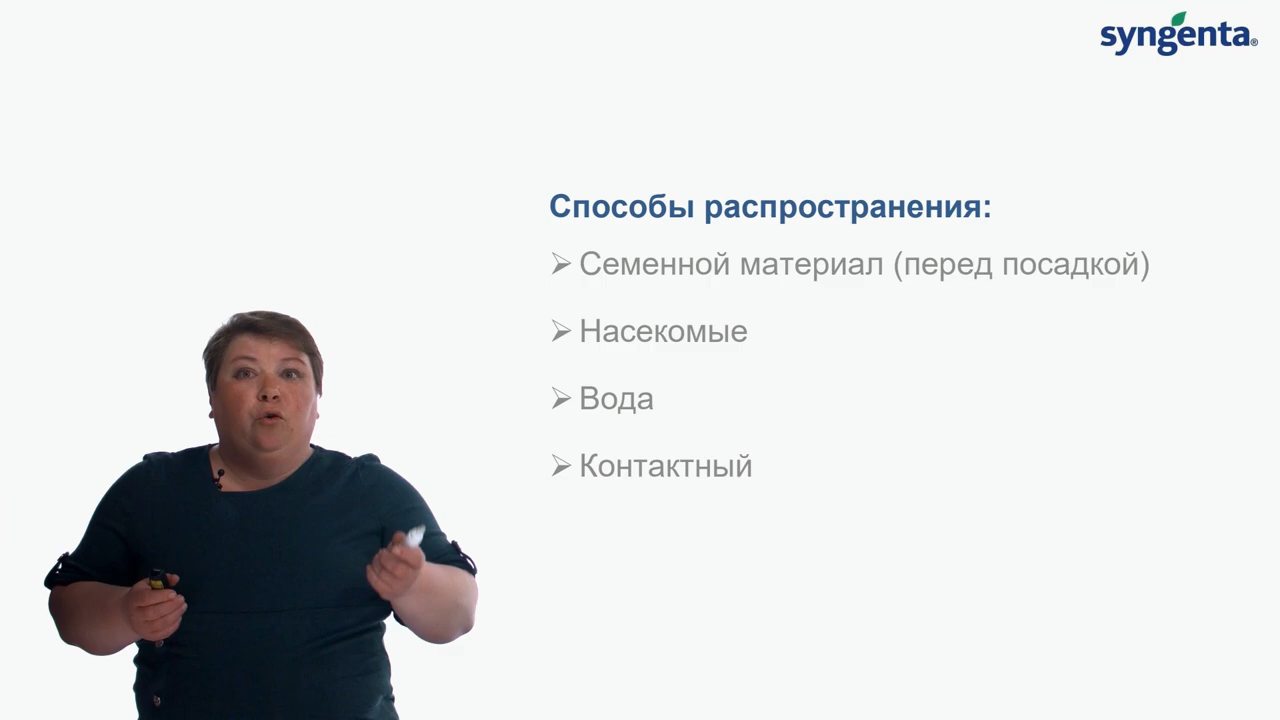 syngenta®
Способы распространения:
➢ Семенной материал (перед посадкой)
➢ Насекомые
➢ Вода
➢ Контактный